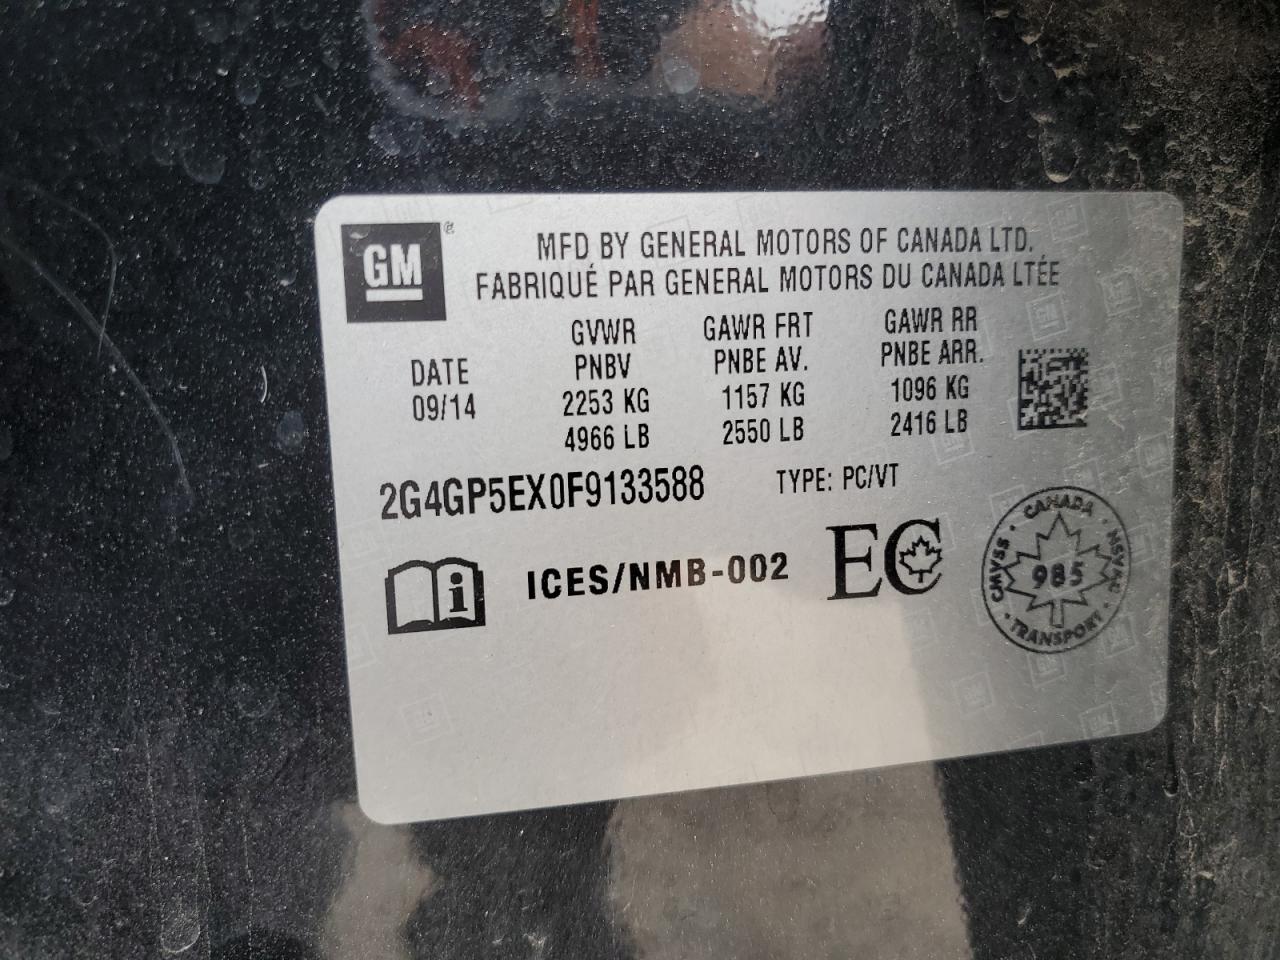 GM®
MFD BY GENERAL MOTORS OF CANADA LTD.
FABRIQUÉ PAR GENERAL MOTORS DU CANADA LTÉE
DATE
09/14
GVWR
PNBV
2253 KG
4966 LB
GAWR FRT
PNBE AV.
1157 KG
2550 LB
GAWR RR
PNBE ARR.
1096 KG
2416 LB
2G4GP5EX0F9133588 TYPE: PC/VT
i ICES/NMB-002 EC
CANADA
CMVSS 985 NSVAC
TRANSPORT